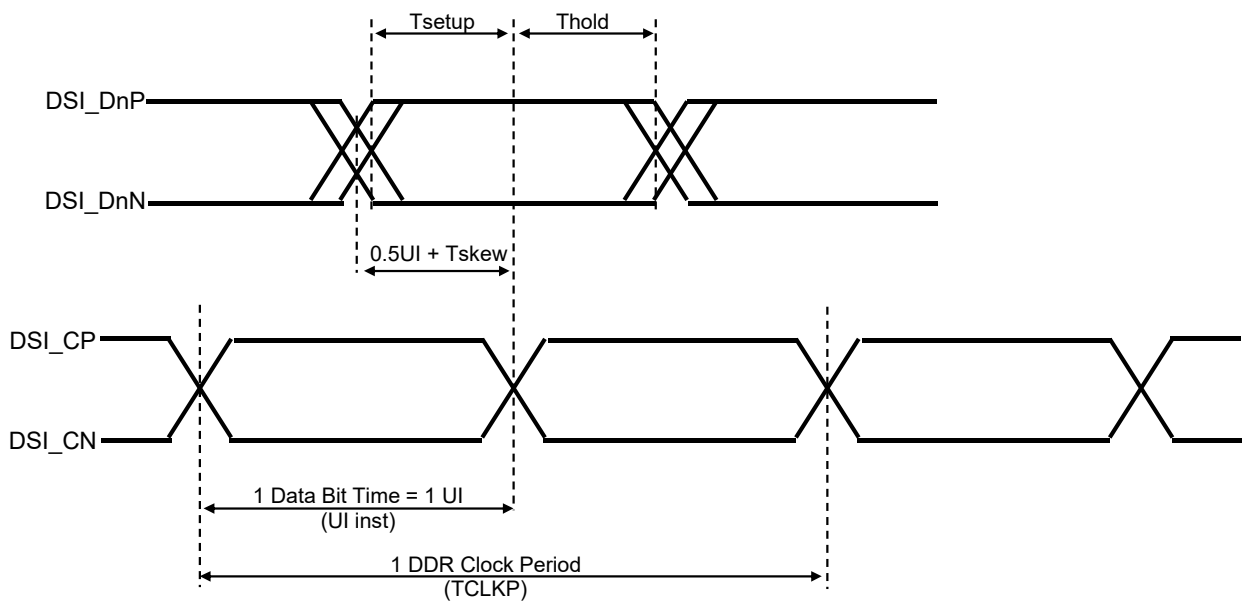 Tsetup
Thold
DSI_DnP
DSI_DnN
0.5UI + Tskew
DSI_CP
DSI_CN
1 Data Bit Time = 1 UI
(UI inst)
1 DDR Clock Period
(TCLKP)